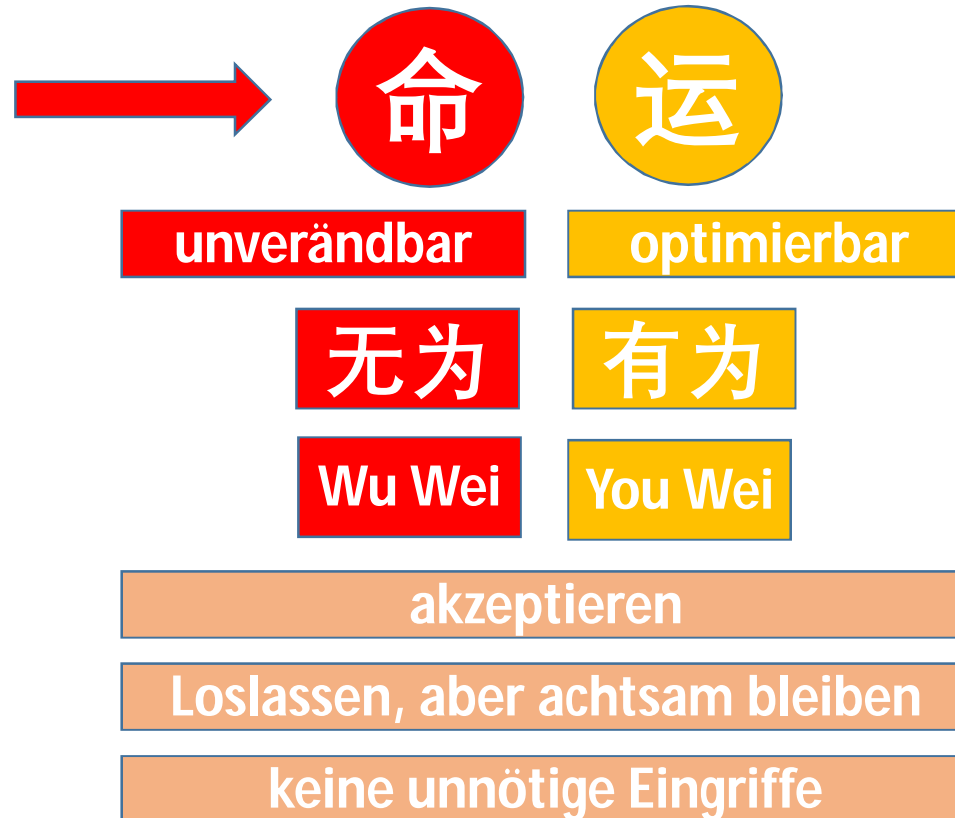 命 运
unverändbar optimierbar
无为 有为
Wu Wei You Wei
akzeptieren
Loslassen, aber achtsam bleiben
keine unnötige Eingriffe